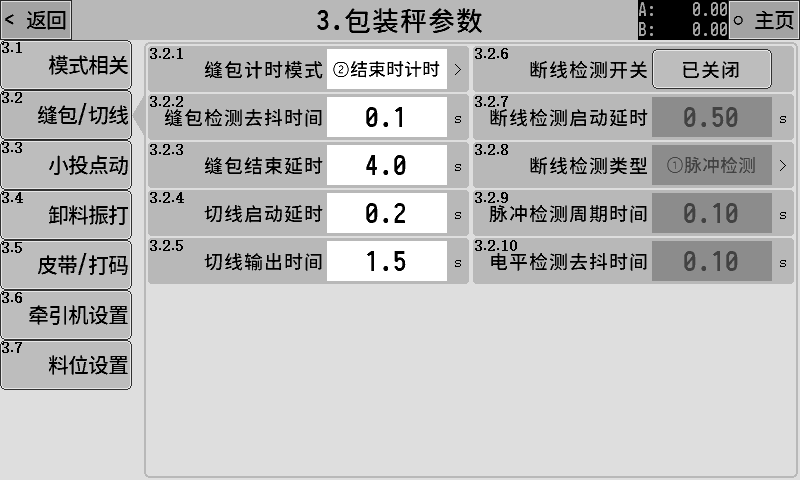 < 返回
3.包装秤参数
A: 0.00
B: 0.00
主页
3.1 模式相关
3.2 缝包/切线
3.3 小投点动
3.4 卸料振打
3.5 皮带/打码
3.6 牵引机设置
3.7 料位设置
3.2.1 缝包计时模式 ②结束时计时 >
3.2.2 缝包检测去抖时间 0.1 s
3.2.3 缝包结束延时 4.0 s
3.2.4 切线启动延时 0.2 s
3.2.5 切线输出时间 1.5 s
3.2.6 断线检测开关 已关闭
3.2.7 断线检测启动延时 0.50 s
3.2.8 断线检测类型 ①脉冲检测 >
3.2.9 脉冲检测周期时间 0.10 s
3.2.10 电平检测去抖时间 0.10 s